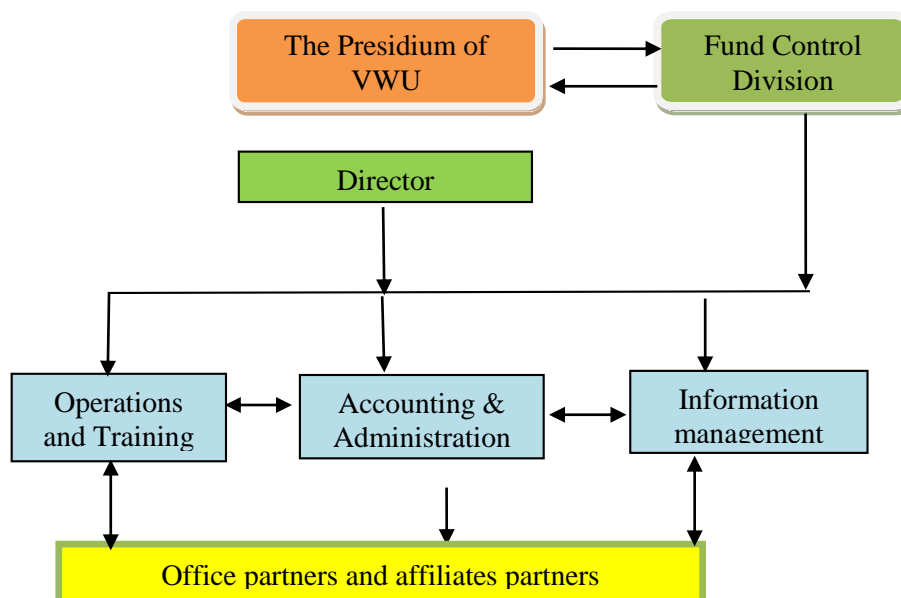 The Presidium of
VWU
Fund Control
Division
Director
Operations
and Training
Accounting &
Administration
Information
management
Office partners and affiliates partners